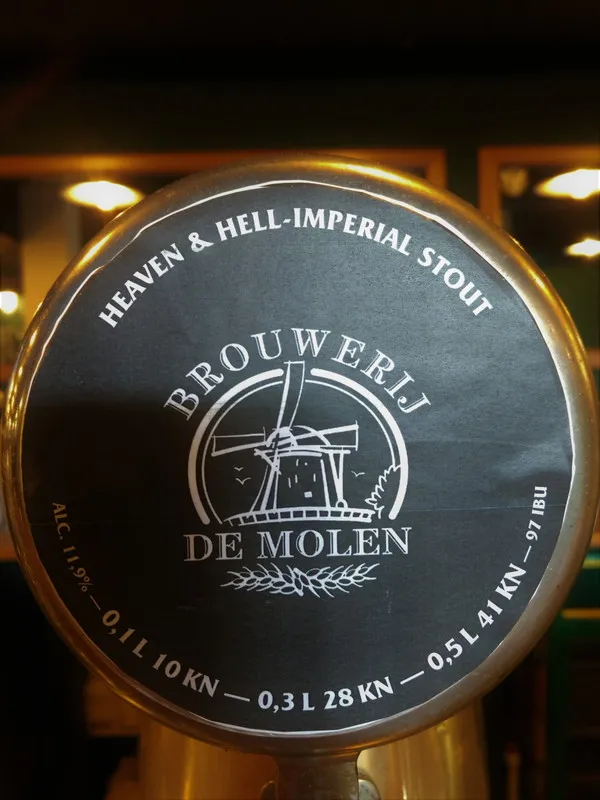 HEAVEN & HELL-IMPERIAL STOUT
BROUWERIJ
DE MOLEN
ALC. 11,9% — 0,1 L 10 KN — 0,3 L 28 KN — 0,5 L 41 KN — 97 IBU